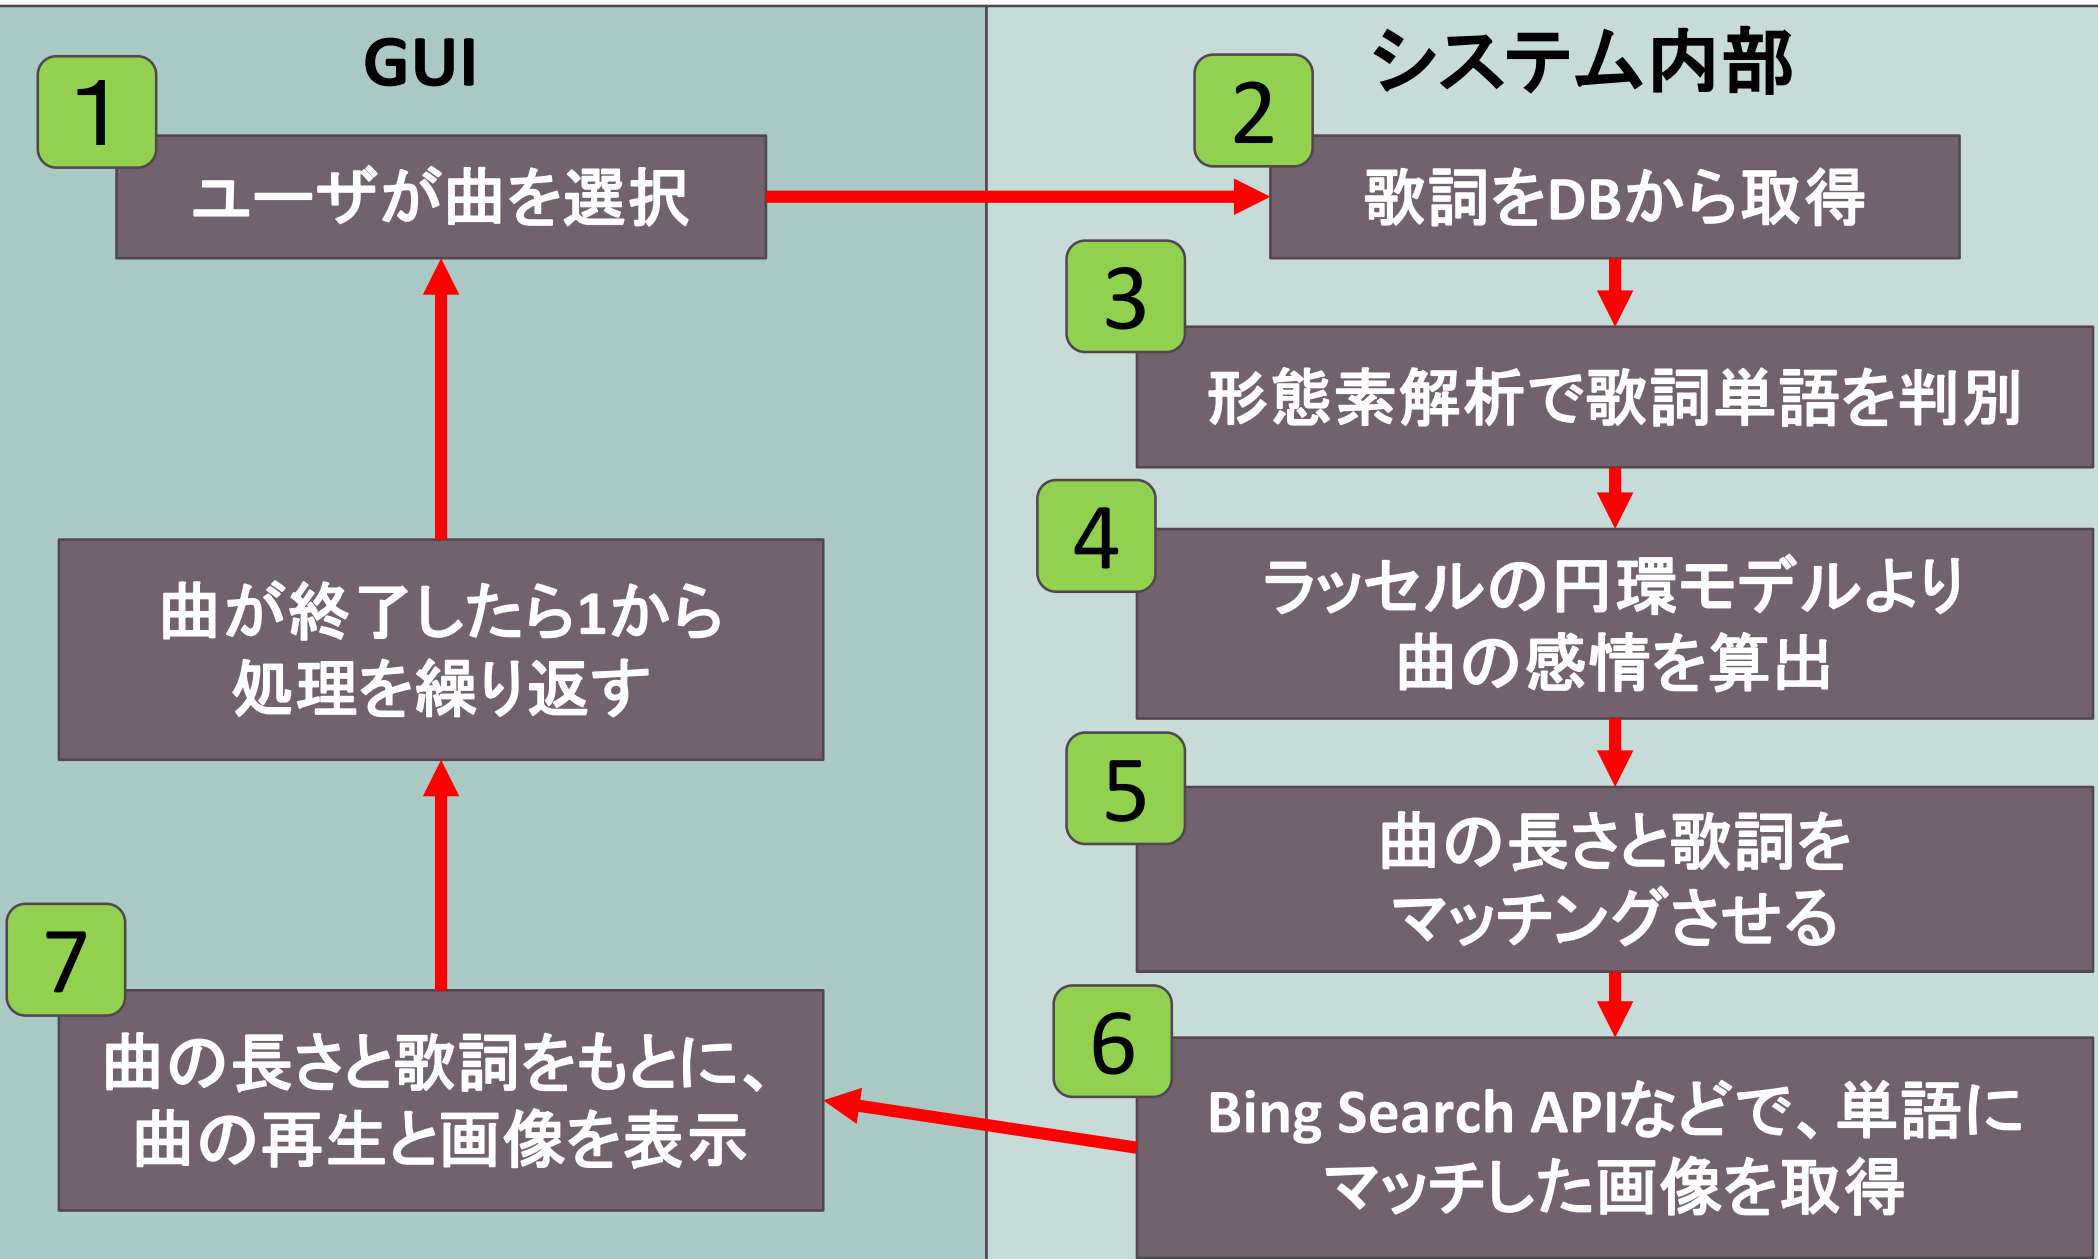 GUI
システム内部
1
ユーザが曲を選択
2
歌詞をDBから取得
3
形態素解析で歌詞単語を判別
4
ラッセルの円環モデルより
曲の感情を算出
5
曲の長さと歌詞を
マッチングさせる
6
Bing Search APIなどで、単語に
マッチした画像を取得
7
曲の長さと歌詞をもとに、
曲の再生と画像を表示
曲が終了したら1から
処理を繰り返す